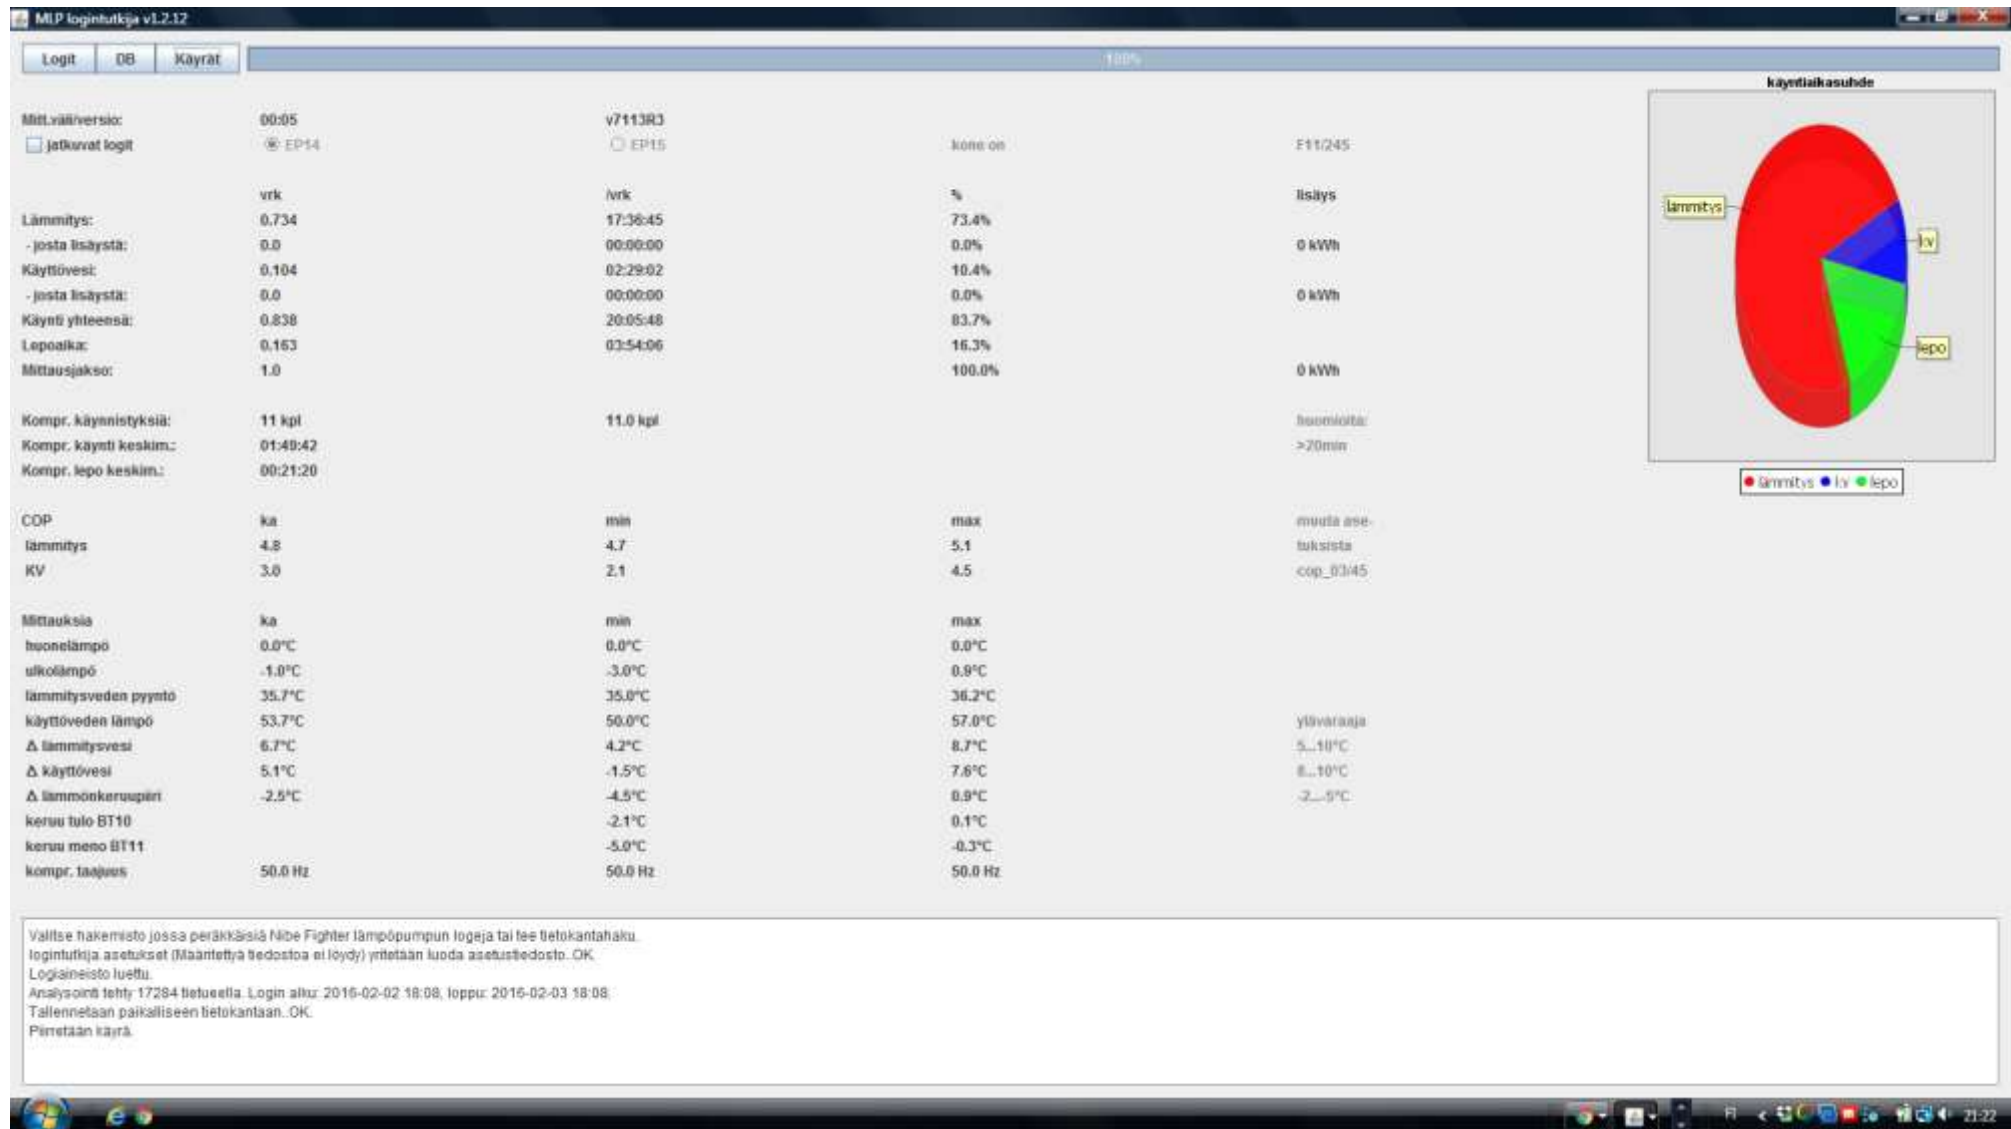 MLP logintutkija v1.2.12
Logit DB Käyrät 100%
käyntiaikasuhde
Mitt.väli/versio: 00:05 v7113R3
jatkuvat logit EP14 EP15 kone on F11/245
vrk /vrk % lisäys
Lämmitys: 0.734 17:36:45 73.4%
- josta lisäystä: 0.0 00:00:00 0.0% 0 kWh
Käyttövesi: 0.104 02:29:02 10.4%
- josta lisäystä: 0.0 00:00:00 0.0% 0 kWh
Käynti yhteensä: 0.838 20:05:48 83.7%
Lepoaika: 0.163 03:54:06 16.3%
Mittausjakso: 1.0 100.0% 0 kWh
lämmitys
kv
lepo
Kompr. käynnistyksiä: 11 kpl 11.0 kpl huomioita:
Kompr. käynti keskim.: 01:49:42 >20min
Kompr. lepo keskim.: 00:21:20
lämmitys kv lepo
COP ka min max muuta ase-
lämmitys 4.8 4.7 5.1 tuksista
KV 3.0 2.1 4.5 cop_03/45
Mittauksia ka min max
huonelämpö 0.0°C 0.0°C 0.0°C
ulkolämpö -1.0°C -3.0°C 0.9°C
lämmitysveden pyyntö 35.7°C 35.0°C 36.2°C
käyttöveden lämpö 53.7°C 50.0°C 57.0°C ylävaraaja
Δ lämmitysvesi 6.7°C 4.2°C 8.7°C 5...10°C
Δ käyttövesi 5.1°C -1.5°C 7.6°C 8...10°C
Δ lämmönkeruupiiri -2.5°C -4.5°C 0.9°C -2...-5°C
keruu tulo BT10 -2.1°C 0.1°C
keruu meno BT11 -5.0°C -0.3°C
kompr. taajuus 50.0 Hz 50.0 Hz 50.0 Hz
Valitse hakemisto jossa peräkkäisiä Nibe Fighter lämpöpumpun logeja tai tee tietokantahaku.
logintutkija.asetukset (Määritettyä tiedostoa ei löydy) yritetään luoda asetustiedosto..OK.
Logiaineisto luettu.
Analysointi tehty 17284 tietueella. Login alku: 2016-02-02 18:08, loppu: 2016-02-03 18:08.
Tallennetaan paikalliseen tietokantaan..OK.
Piirretään käyrä.
FI 21:22